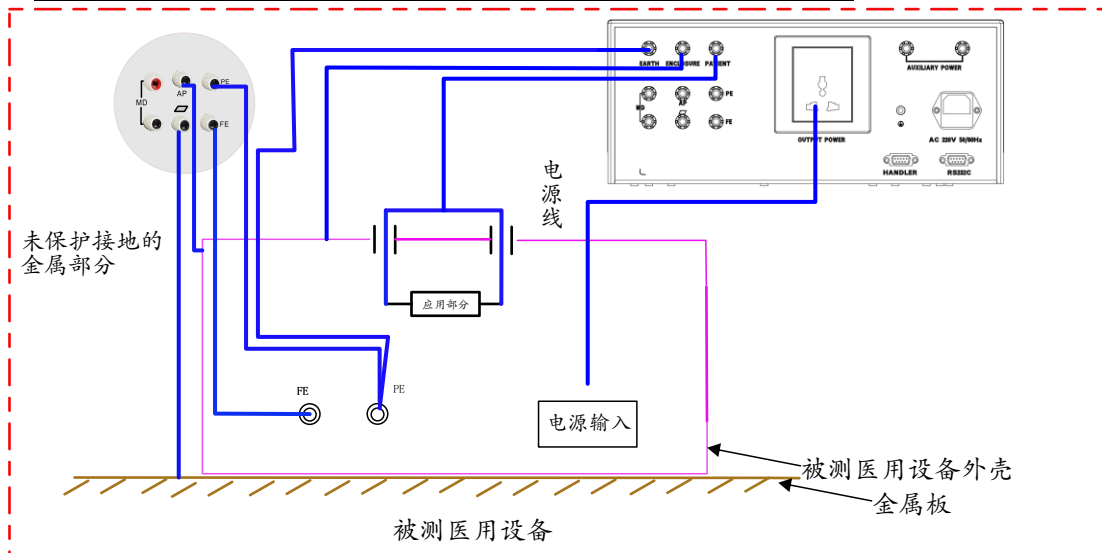 EARTH ENCLOSURE PATIENT
AUXILIARY POWER
PE
MD
AP
FE
OUTPUT POWER
AC 220V 50/60Hz
HANDLER
RS232C
PE
AP
MD
FE
电源线
未保护接地的
金属部分
应用部分
FE
PE
电源输入
被测医用设备外壳
金属板
被测医用设备